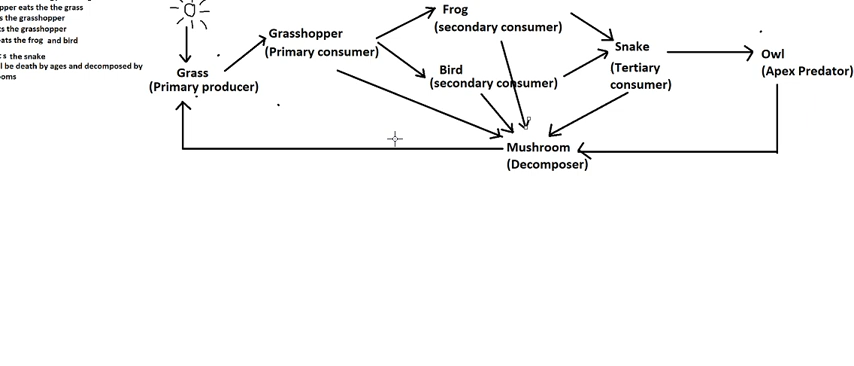 pper eats the the grass
s the grasshopper
ts the grasshopper
ats the frog and bird
s the snake
l be death by ages and decomposed by
ooms
Grass
(Primary producer)
Grasshopper
(Primary consumer)
Frog
(secondary consumer)
Bird
(secondary consumer)
Snake
(Tertiary
consumer)
Owl
(Apex Predator)
Mushroom
(Decomposer)